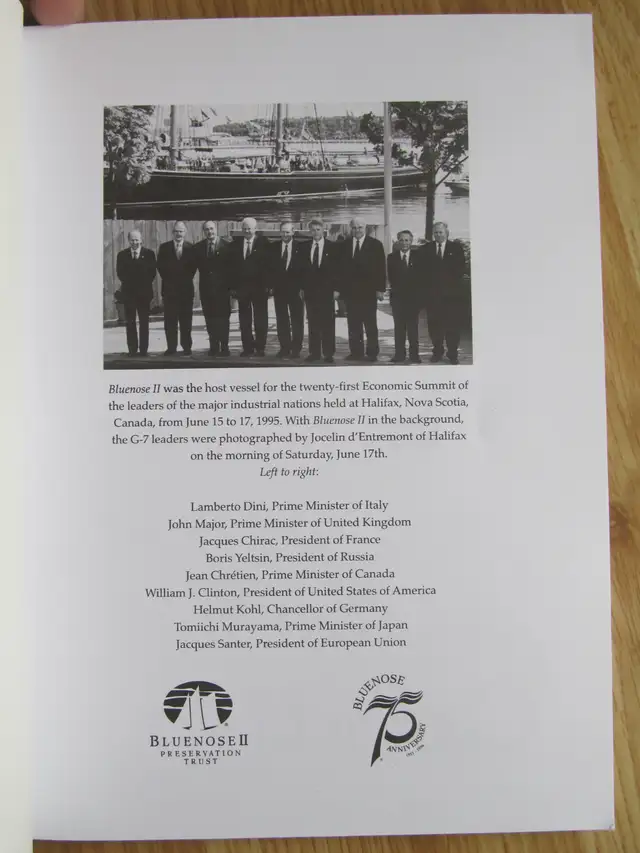 Bluenose II was the host vessel for the twenty-first Economic Summit of
the leaders of the major industrial nations held at Halifax, Nova Scotia,
Canada, from June 15 to 17, 1995. With Bluenose II in the background,
the G-7 leaders were photographed by Jocelin d'Entremont of Halifax
on the morning of Saturday, June 17th.
Left to right:
Lamberto Dini, Prime Minister of Italy
John Major, Prime Minister of United Kingdom
Jacques Chirac, President of France
Boris Yeltsin, President of Russia
Jean Chrétien, Prime Minister of Canada
William J. Clinton, President of United States of America
Helmut Kohl, Chancellor of Germany
Tomiichi Murayama, Prime Minister of Japan
Jacques Santer, President of European Union
BLUENOSE II
PRESERVATION
TRUST
BLUENOSE
75
ANNIVERSARY